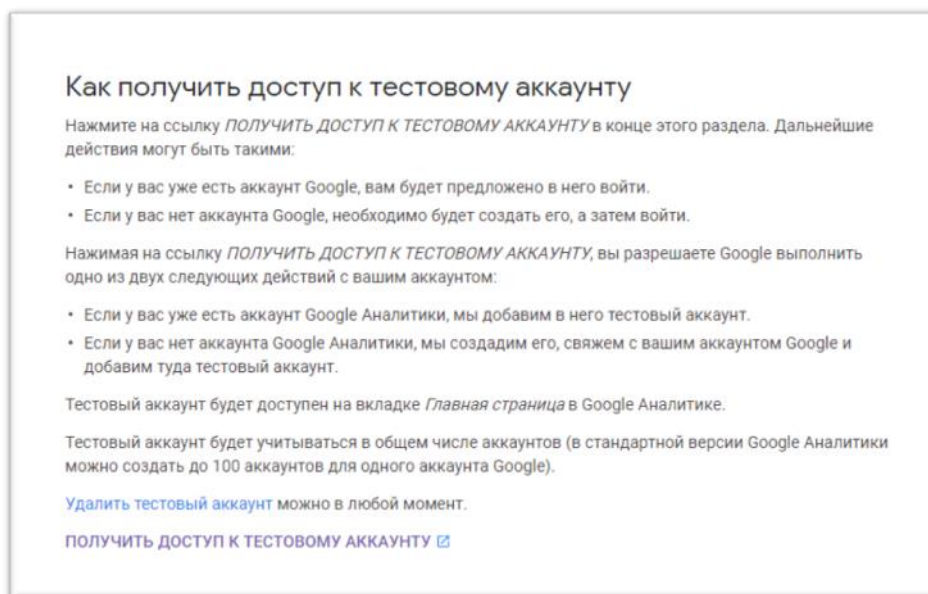 Как получить доступ к тестовому аккаунту
Нажмите на ссылку ПОЛУЧИТЬ ДОСТУП К ТЕСТОВОМУ АККАУНТУ в конце этого раздела. Дальнейшие
действия могут быть такими:
• Если у вас уже есть аккаунт Google, вам будет предложено в него войти.
• Если у вас нет аккаунта Google, необходимо будет создать его, а затем войти.
Нажимая на ссылку ПОЛУЧИТЬ ДОСТУП К ТЕСТОВОМУ АККАУНТУ, вы разрешаете Google выполнить
одно из двух следующих действий с вашим аккаунтом:
• Если у вас уже есть аккаунт Google Аналитики, мы добавим в него тестовый аккаунт.
• Если у вас нет аккаунта Google Аналитики, мы создадим его, свяжем с вашим аккаунтом Google и
добавим туда тестовый аккаунт.
Тестовый аккаунт будет доступен на вкладке Главная страница в Google Аналитике.
Тестовый аккаунт будет учитываться в общем числе аккаунтов (в стандартной версии Google Аналитики
можно создать до 100 аккаунтов для одного аккаунта Google).
Удалить тестовый аккаунт можно в любой момент.
ПОЛУЧИТЬ ДОСТУП К ТЕСТОВОМУ АККАУНТУ